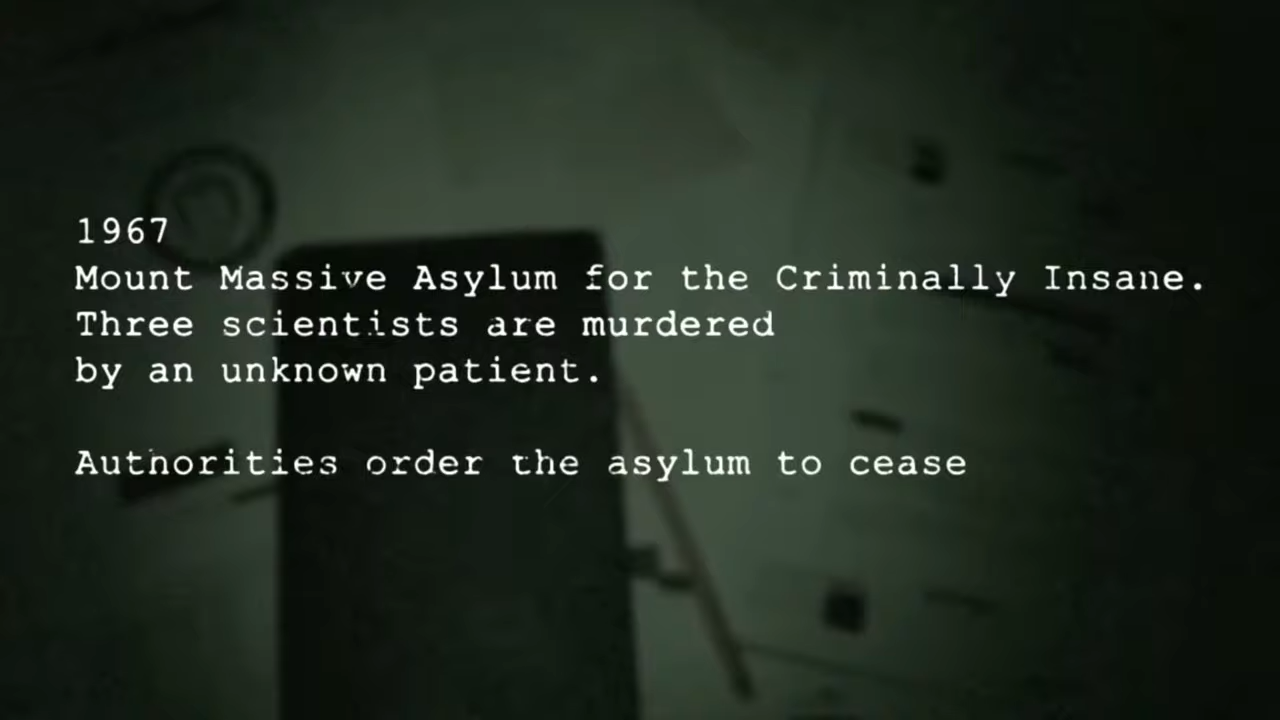 1967
Mount Massive Asylum for the Criminally Insane.
Three scientists are murdered
by an unknown patient.
Authorities order the asylum to cease